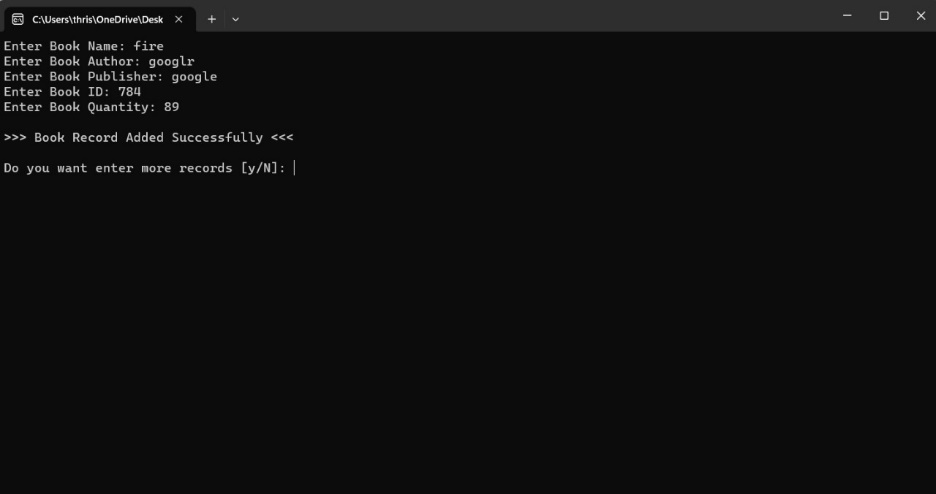 C:\Users\thris\OneDrive\Desk
Enter Book Name: fire
Enter Book Author: googlr
Enter Book Publisher: google
Enter Book ID: 784
Enter Book Quantity: 89
>>> Book Record Added Successfully <<<
Do you want enter more records [y/N]: